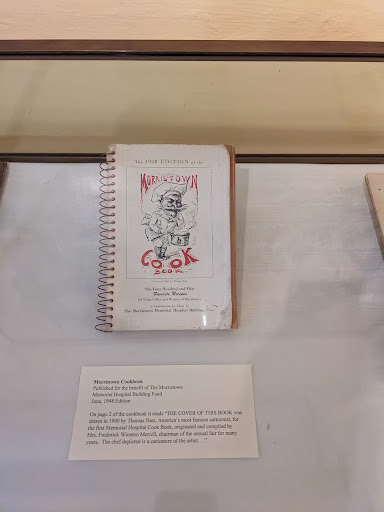 The 1948 EDITION of the
MORRISTOWN
COOK
BOOK
Two Four Hundred and Fifty
Favorite Recipes
The Morristown Memorial Hospital Building Fund
Morristown Cookbook
Published for the benefit of The Morristown
Memorial Hospital Building Fund
June, 1948 Edition
On page 2 of the cookbook it reads "THE COVER OF THIS BOOK was
drawn in 1900 by Thomas Nast, America's most famous cartoonist, for
the first Memorial Hospital Cook Book, originated and compiled by
Mrs. Frederick Winston Merrell, chairman of the annual fair for many
years. The chef depicted is a caricature of the artist. . ."